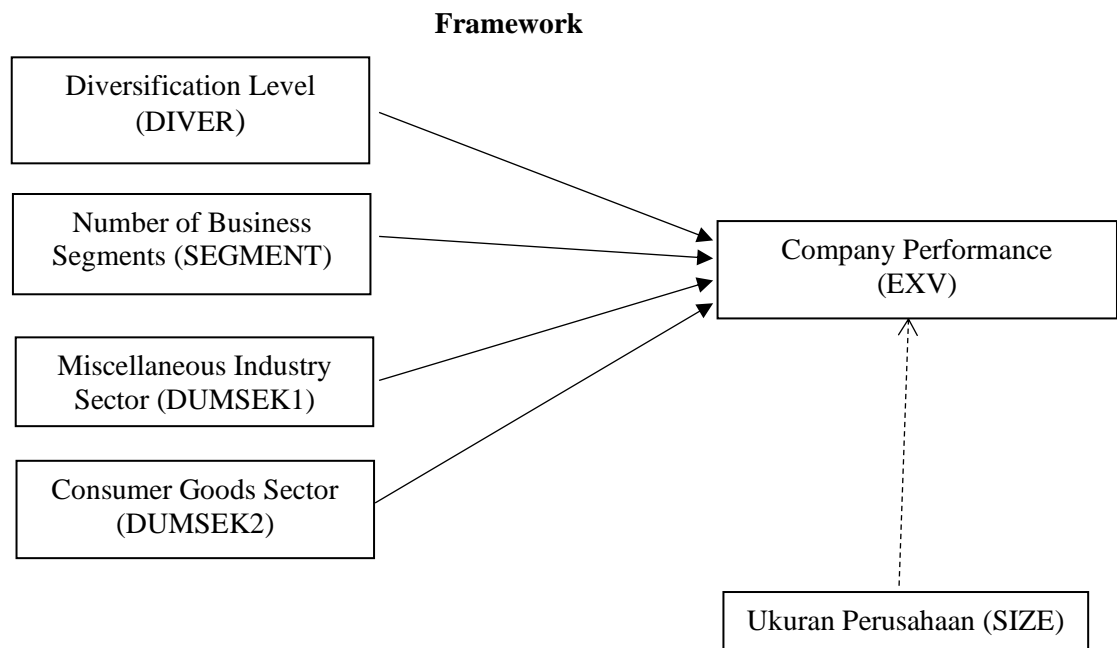 Framework
Diversification Level
(DIVER)
Number of Business
Segments (SEGMENT)
Miscellaneous Industry
Sector (DUMSEK1)
Consumer Goods Sector
(DUMSEK2)
Company Performance
(EXV)
Ukuran Perusahaan (SIZE)